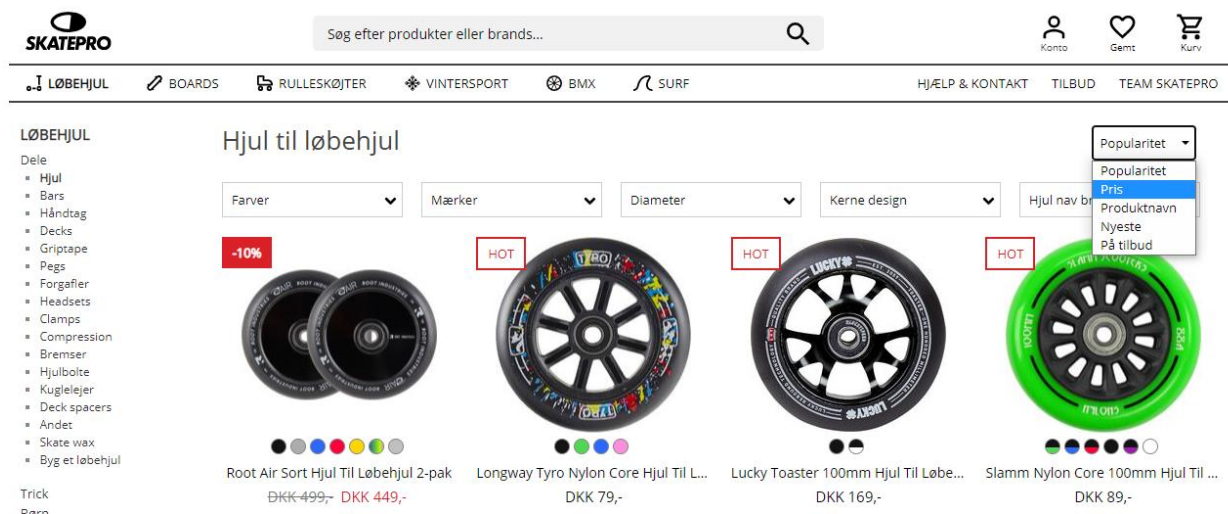 SKATEPRO
Søg efter produkter eller brands...
Konto
Gemt
Kurv
LØBEHJUL
BOARDS
RULLESKØJTER
VINTERSPORT
BMX
SURF
HJÆLP & KONTAKT
TILBUD
TEAM SKATEPRO
LØBEHJUL
Dele
Hjul
Bars
Håndtag
Decks
Griptape
Pegs
Forgafler
Headsets
Clamps
Compression
Bremser
Hjulbolte
Kuglelejer
Deck spacers
Andet
Skate wax
Byg et løbehjul
Trick
Børn
Hjul til løbehjul
Popularitet
Popularitet
Pris
Produktnavn
Nyeste
På tilbud
Farver
Mærker
Diameter
Kerne design
Hjul nav br
-10%
HOT
TYRO
TYRO
HOT
LUCKY
LUCKY
HOT
Root Air Sort Hjul Til Løbehjul 2-pak
DKK 499,- DKK 449,-
Longway Tyro Nylon Core Hjul Til L...
DKK 79,-
Lucky Toaster 100mm Hjul Til Løbe...
DKK 169,-
Slamm Nylon Core 100mm Hjul Til ...
DKK 89,-